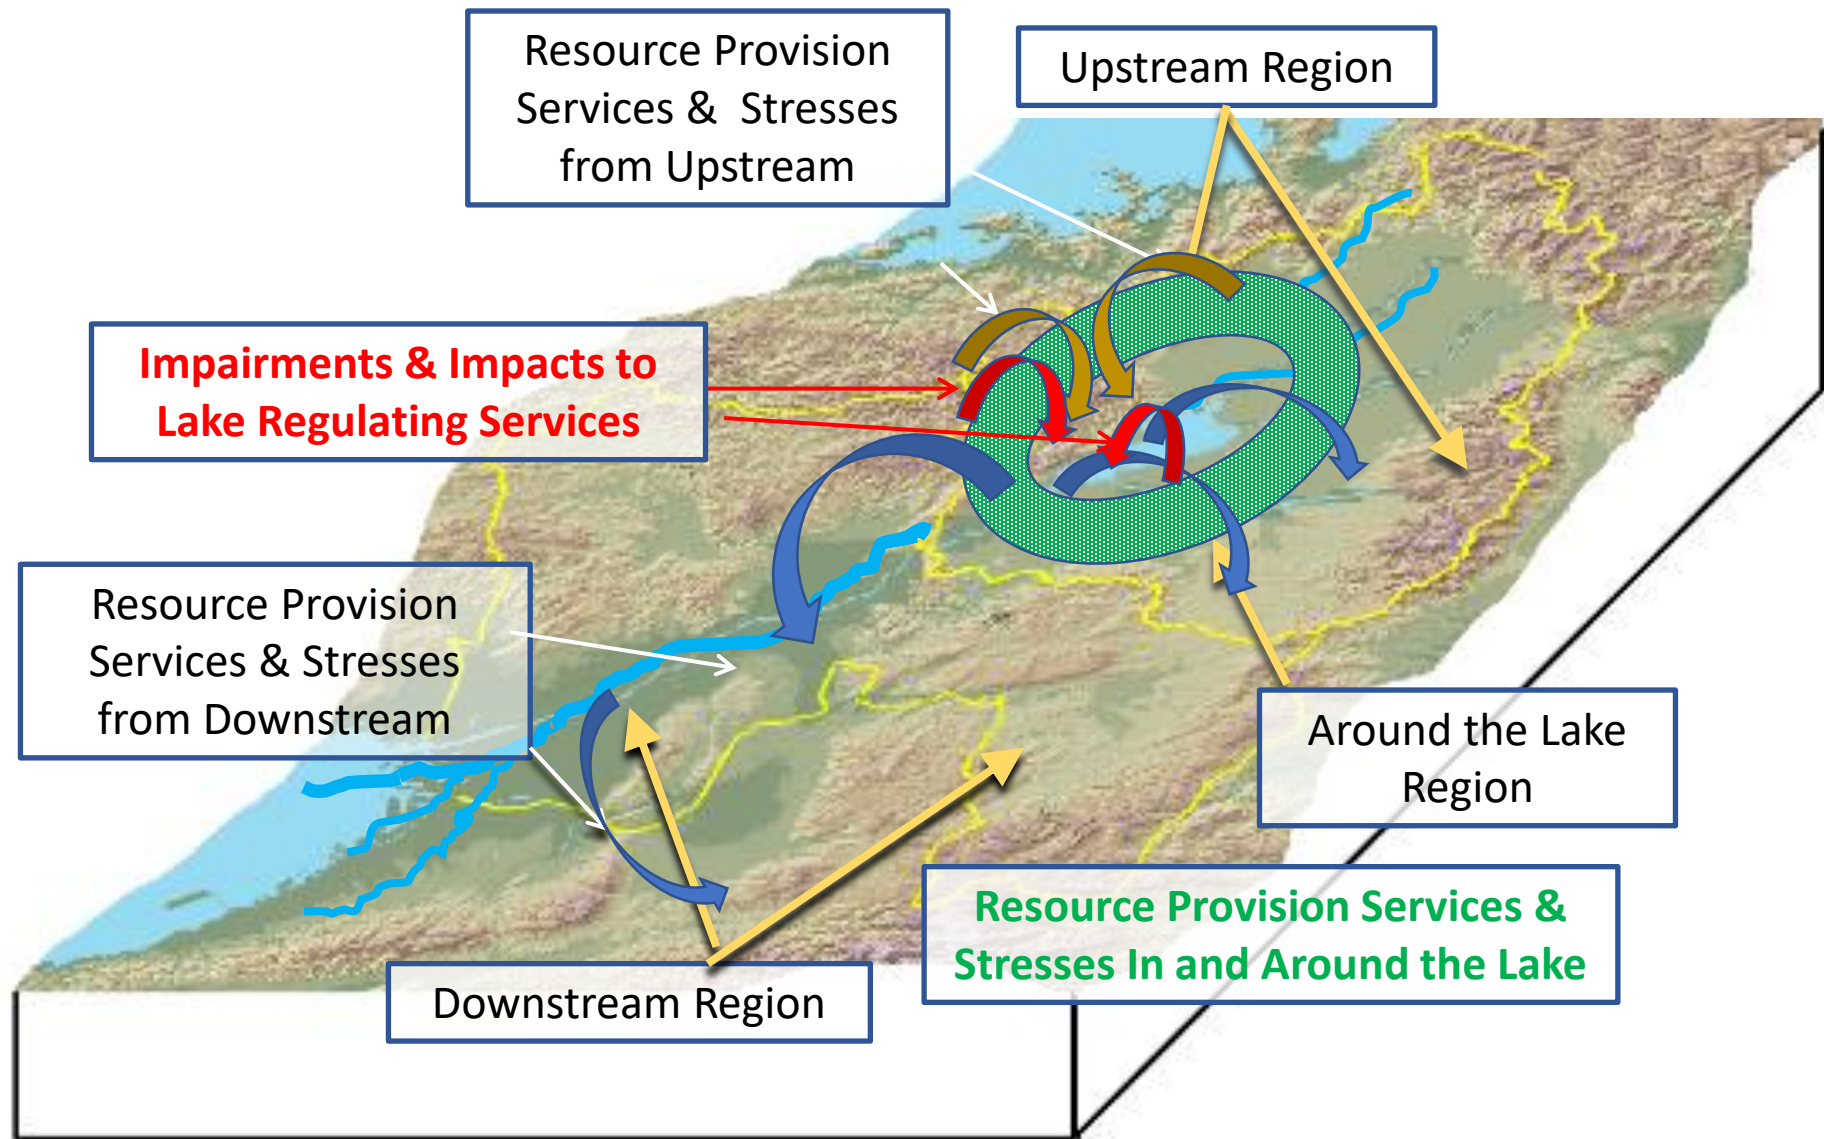 Resource Provision
Services & Stresses
from Upstream
Upstream Region
Impairments & Impacts to
Lake Regulating Services
Resource Provision
Services & Stresses
from Downstream
Around the Lake
Region
Resource Provision Services &
Stresses In and Around the Lake
Downstream Region